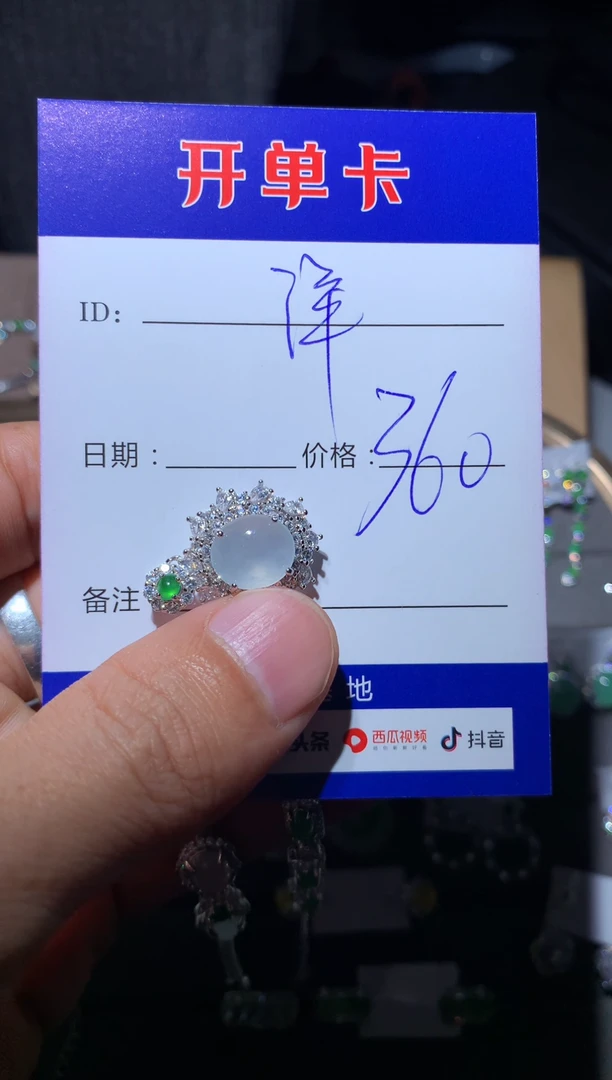 开单卡
ID：
日期：
价格：360
备注
地
头条 西瓜视频 抖音